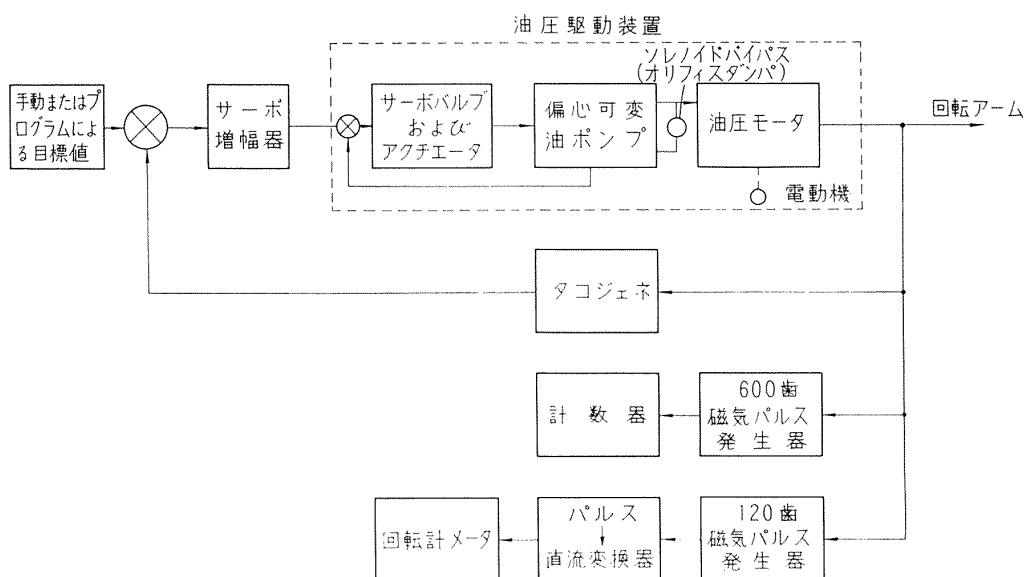 油圧駆動装置
ソレノイドバイパス
(オリフィスダンパ)
手動またはプ
ログラムによ
る目標値
サーボ
増幅器
サーボバルブ
および
アクチエータ
偏心可変
油ポンプ
油圧モータ
回転アーム
電動機
タコジェネ
計数器
600歯
磁気パルス
発生器
回転計メータ
パルス
直流変換器
120歯
磁気パルス
発生器